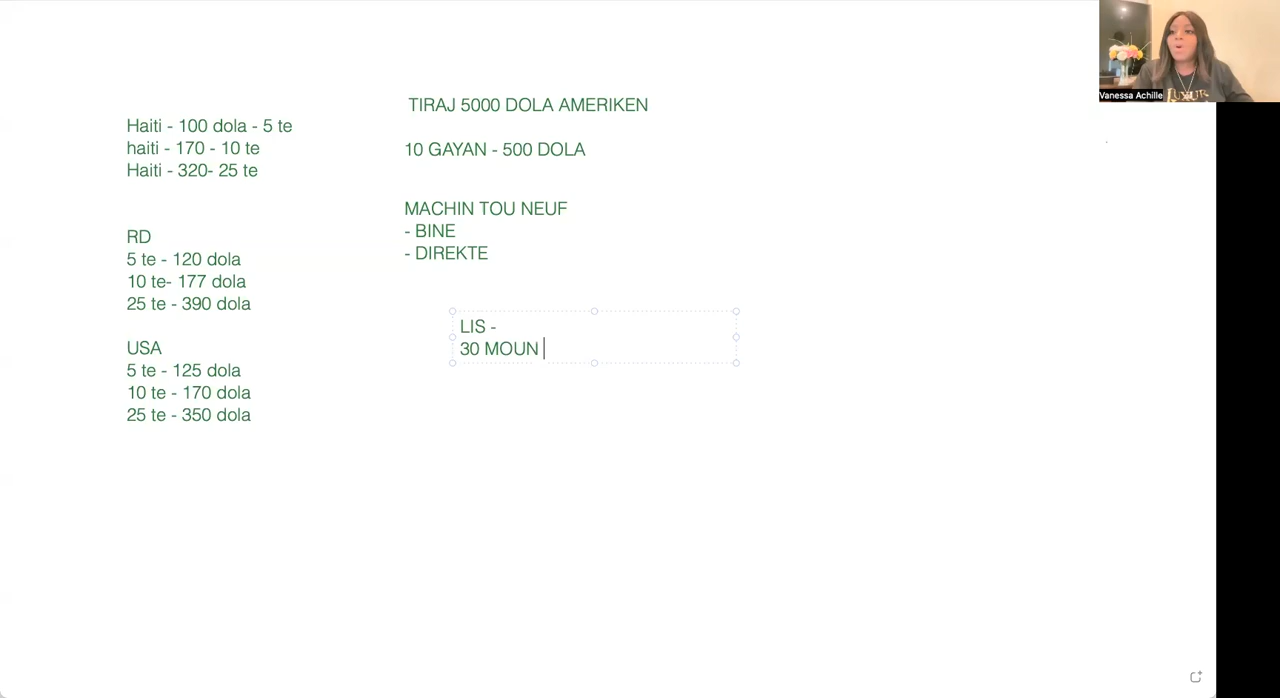 Haiti - 100 dola - 5 te
haiti - 170 - 10 te
Haiti - 320- 25 te
RD
5 te - 120 dola
10 te- 177 dola
25 te - 390 dola
USA
5 te - 125 dola
10 te - 170 dola
25 te - 350 dola
TIRAJ 5000 DOLA AMERIKEN
10 GAYAN - 500 DOLA
MACHIN TOU NEUF
- BINE
- DIREKTE
LIS -
30 MOUN
Vanessa Achille